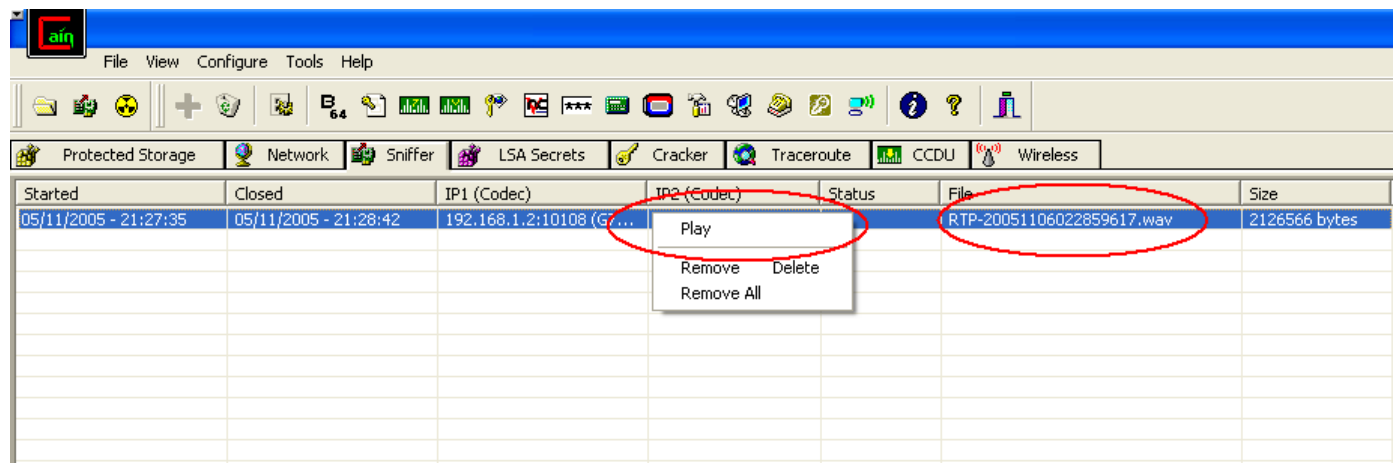 aín
File View Configure Tools Help
B 64 ***
Protected Storage Network Sniffer LSA Secrets Cracker Traceroute CCDU Wireless
Started Closed IP1 (Codec) IP2 (Codec) Status File Size
05/11/2005 - 21:27:35 05/11/2005 - 21:28:42 192.168.1.2:10108 (G... RTP-20051106022859617.wav 2126566 bytes
Play
Remove Delete
Remove All